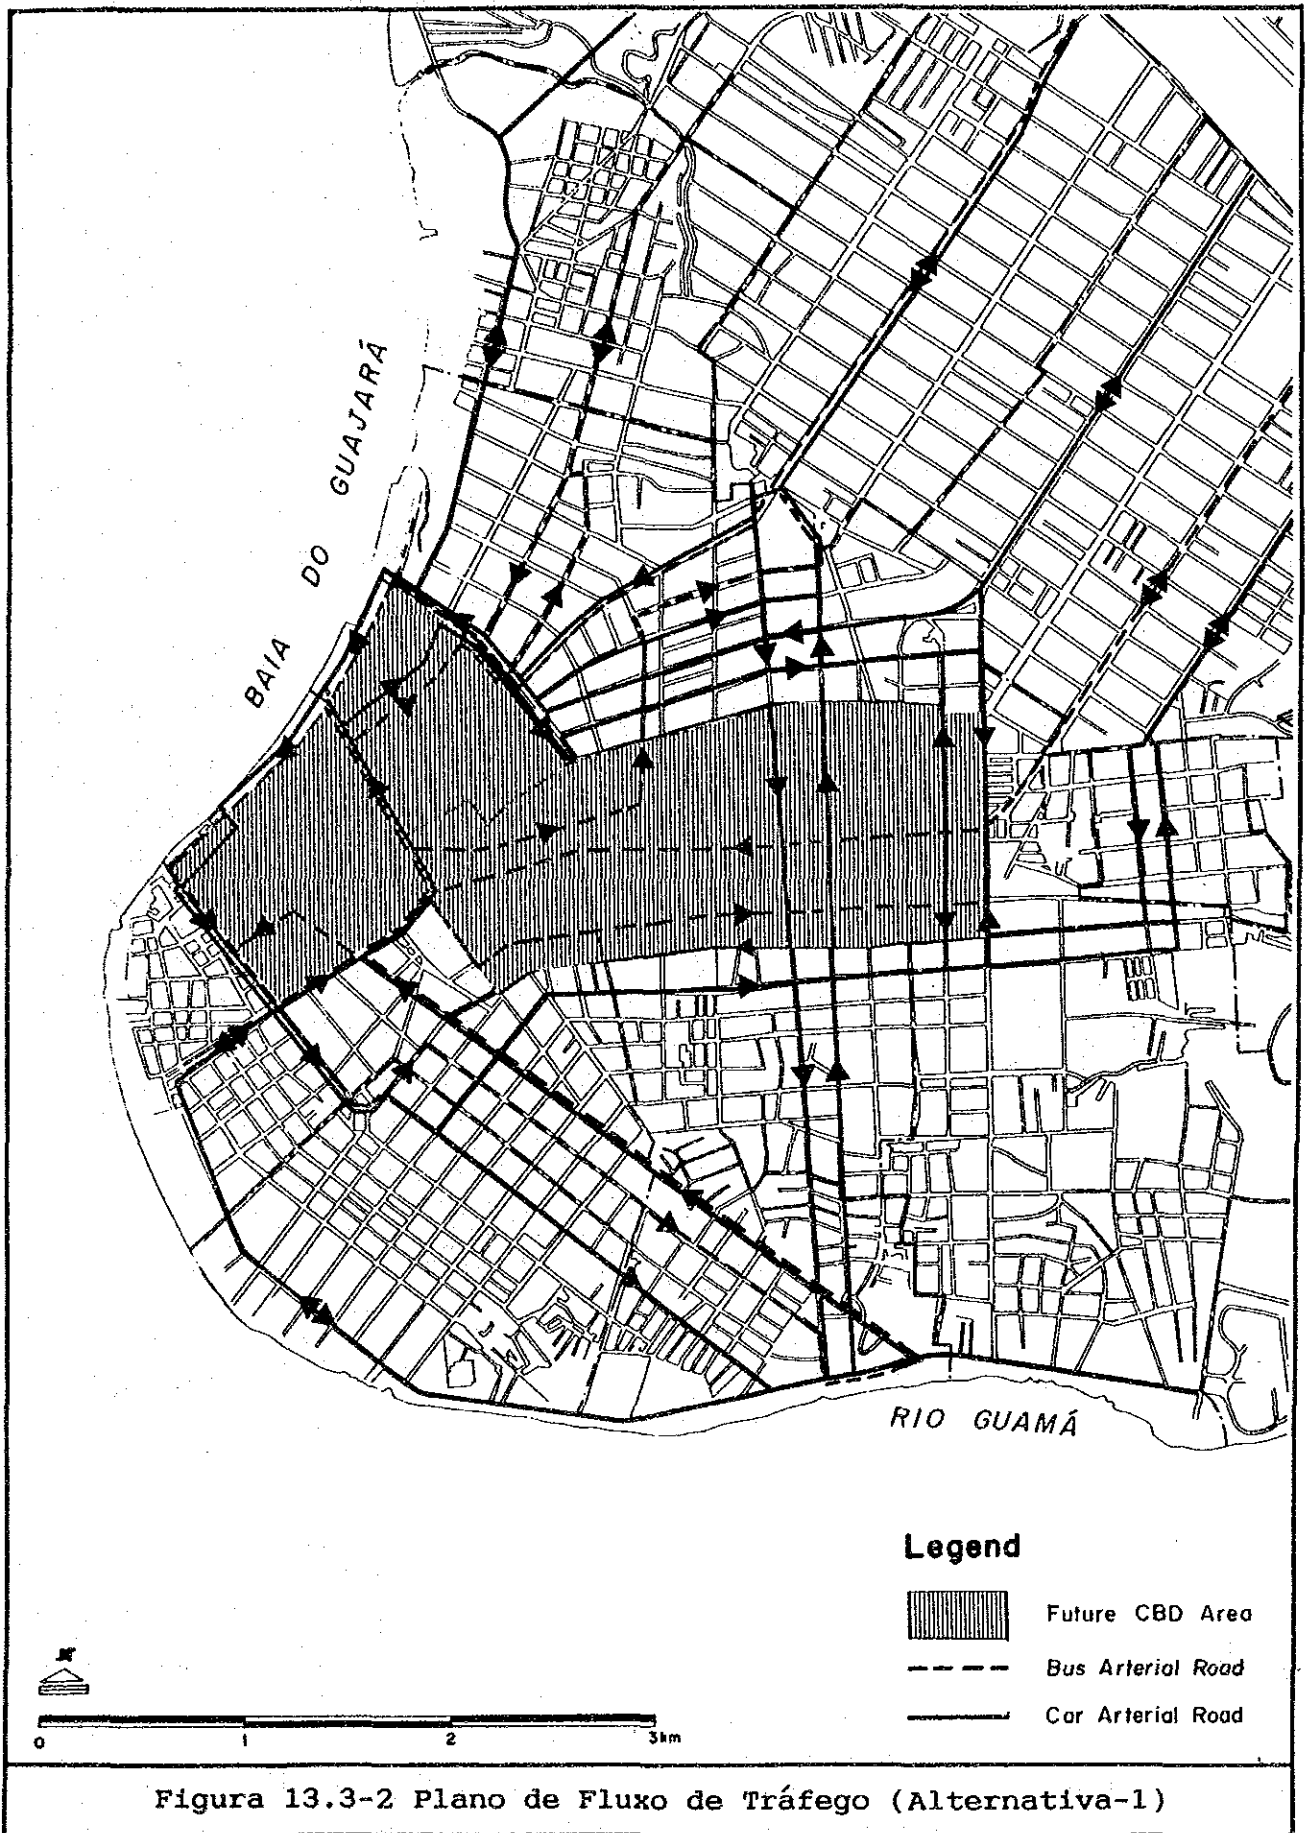 BAIA DO GUAJARÁ
RIO GUAMÁ
Legend
Future CBD Area
Bus Arterial Road
Car Arterial Road
N
0 1 2 3km
Figura 13.3-2 Plano de Fluxo de Tráfego (Alternativa-1)